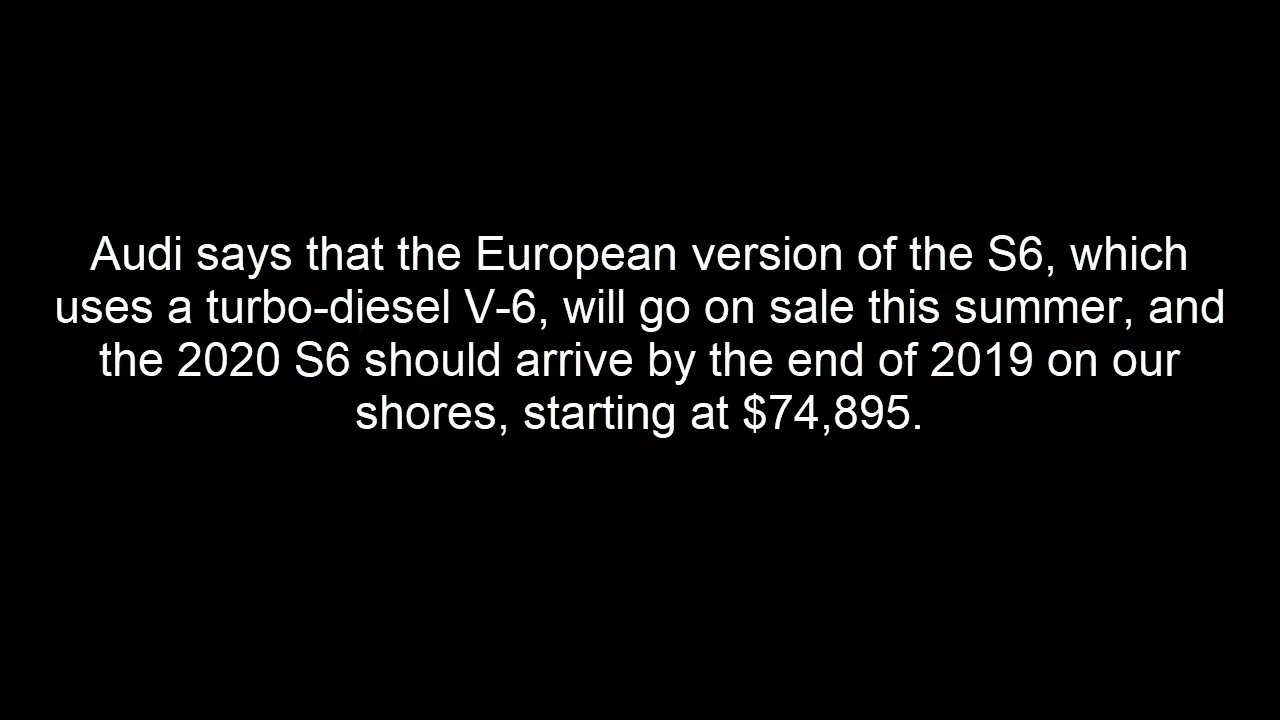 Audi says that the European version of the S6, which
uses a turbo-diesel V-6, will go on sale this summer, and
the 2020 S6 should arrive by the end of 2019 on our
shores, starting at $74,895.